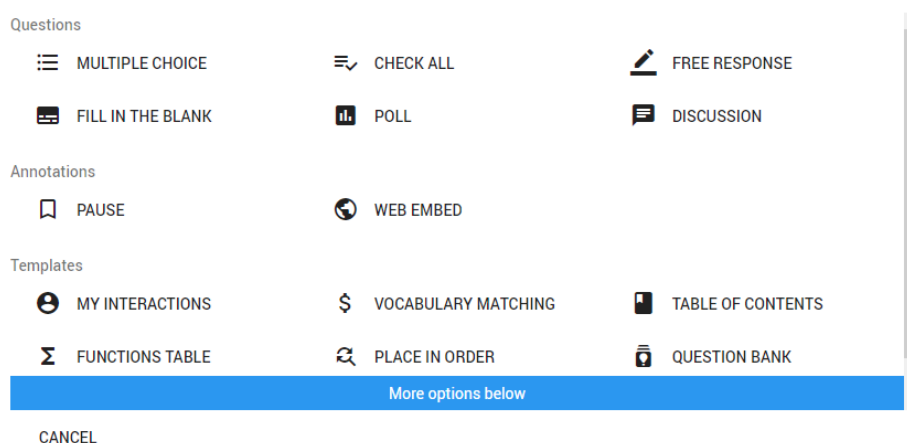 Questions
MULTIPLE CHOICE CHECK ALL FREE RESPONSE
FILL IN THE BLANK POLL DISCUSSION
Annotations
PAUSE WEB EMBED
Templates
MY INTERACTIONS VOCABULARY MATCHING TABLE OF CONTENTS
FUNCTIONS TABLE PLACE IN ORDER QUESTION BANK
More options below
CANCEL